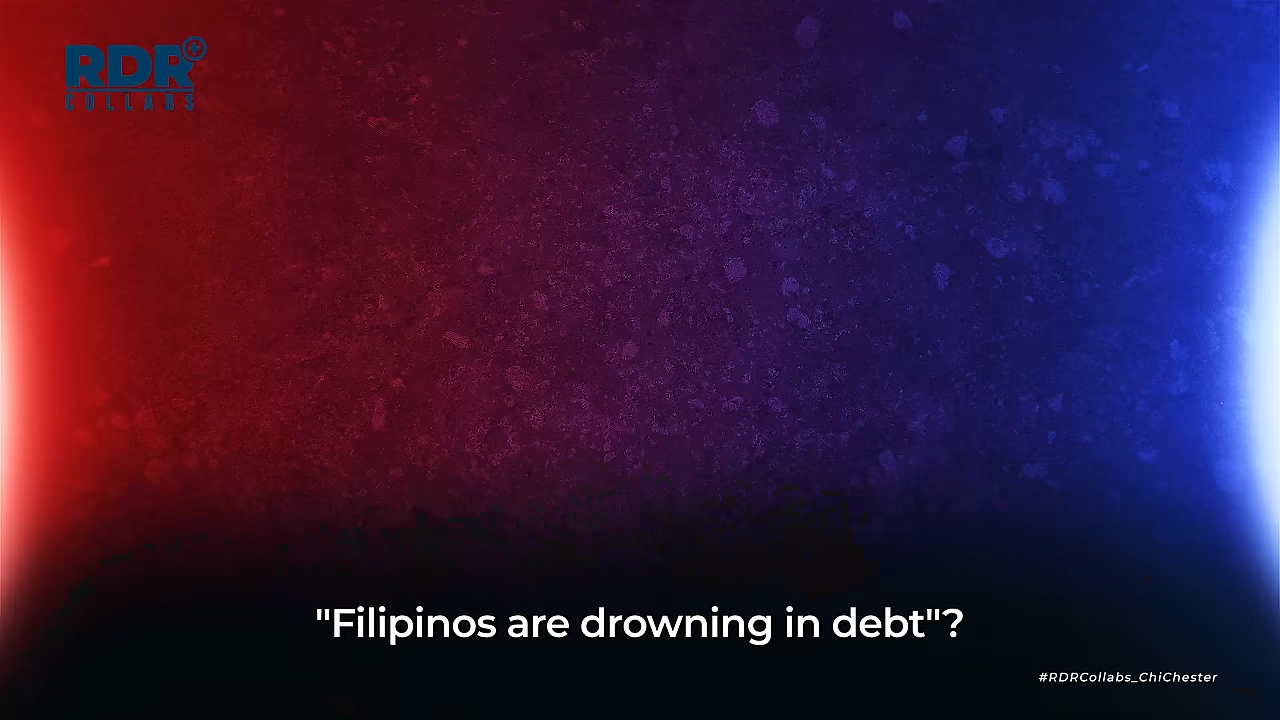 RDR
COLLABS
"Filipinos are drowning in debt"?
#RDRCollabs_ChiChester